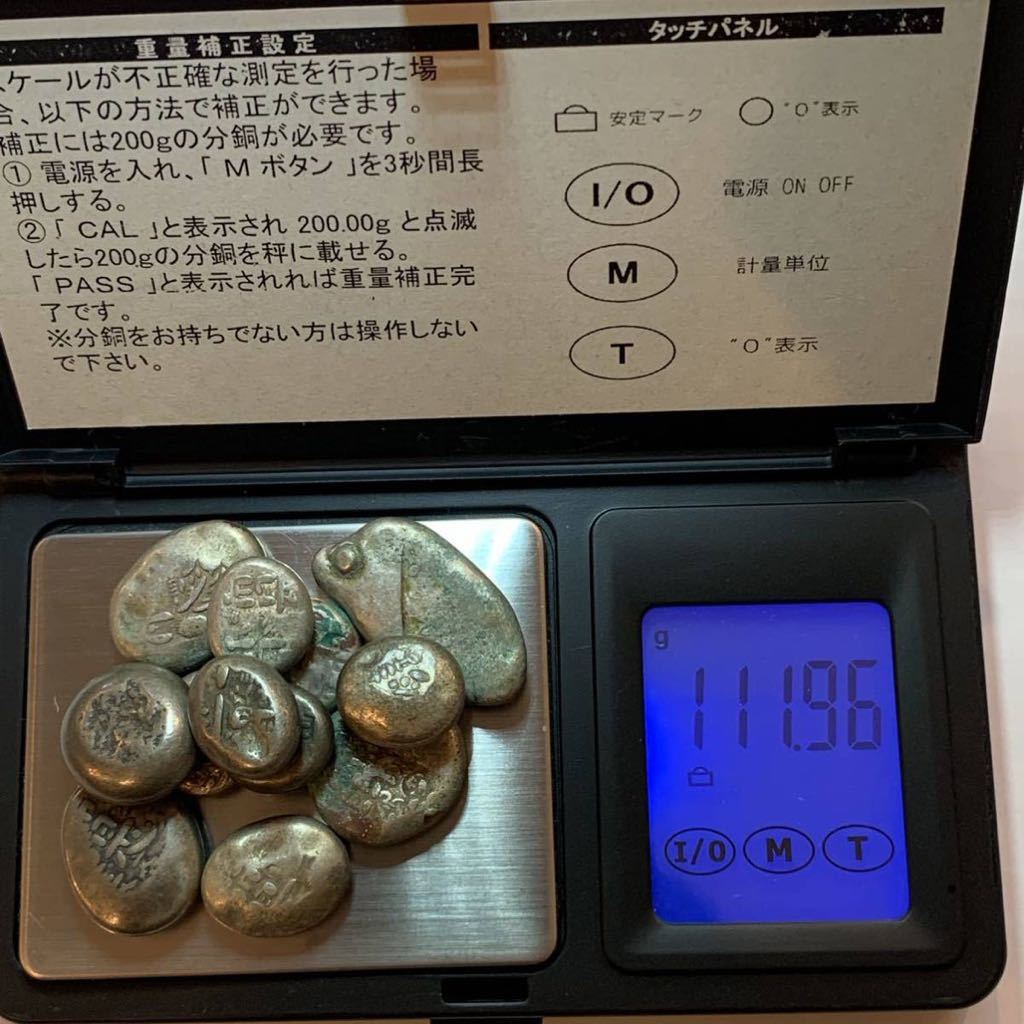 重量補正設定
スケールが不正確な測定を行った場
合、以下の方法で補正ができます。
補正には200gの分銅が必要です。
① 電源を入れ、「 M ボタン 」を3秒間長
押しする。
②「 CAL 」と表示され 200.00g と点滅
したら200gの分銅を秤に載せる。
「 PASS 」と表示されれば重量補正完
了です。
※分銅をお持ちでない方は操作しない
で下さい。
タッチパネル
安定マーク
"O"表示
I/O
電源 ON OFF
M
計量単位
T
"O"表示
g
111.96
I/O M T